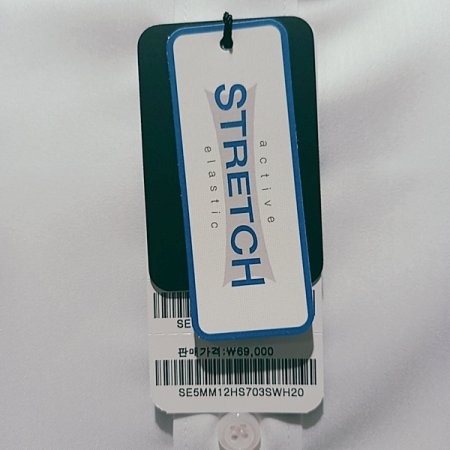 STRETCH
active
elastic
SE
판매가격:₩69,000
SE5MM12HS703SWH20